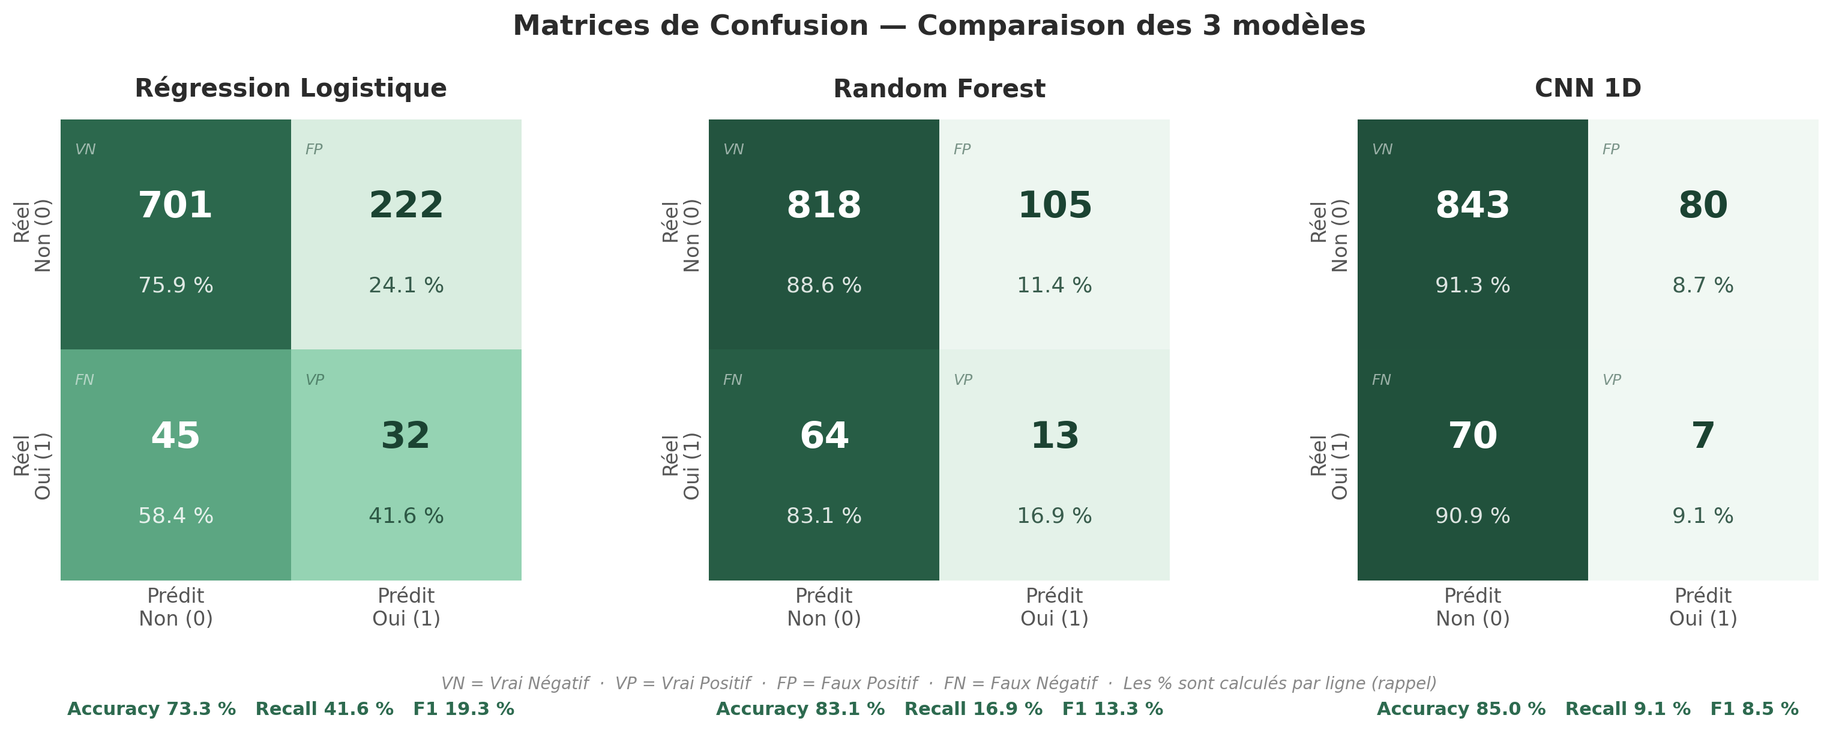 Matrices de Confusion — Comparaison des 3 modèles
Régression Logistique
VN
701
75.9 %
FP
222
24.1 %
FN
45
58.4 %
VP
32
41.6 %
Réel
Non (0)
Réel
Oui (1)
Prédit
Non (0)
Prédit
Oui (1)
Random Forest
VN
818
88.6 %
FP
105
11.4 %
FN
64
83.1 %
VP
13
16.9 %
Réel
Non (0)
Réel
Oui (1)
Prédit
Non (0)
Prédit
Oui (1)
CNN 1D
VN
843
91.3 %
FP
80
8.7 %
FN
70
90.9 %
VP
7
9.1 %
Réel
Non (0)
Réel
Oui (1)
Prédit
Non (0)
Prédit
Oui (1)
VN = Vrai Négatif · VP = Vrai Positif · FP = Faux Positif · FN = Faux Négatif · Les % sont calculés par ligne (rappel)
Accuracy 73.3 % Recall 41.6 % F1 19.3 %
Accuracy 83.1 % Recall 16.9 % F1 13.3 %
Accuracy 85.0 % Recall 9.1 % F1 8.5 %